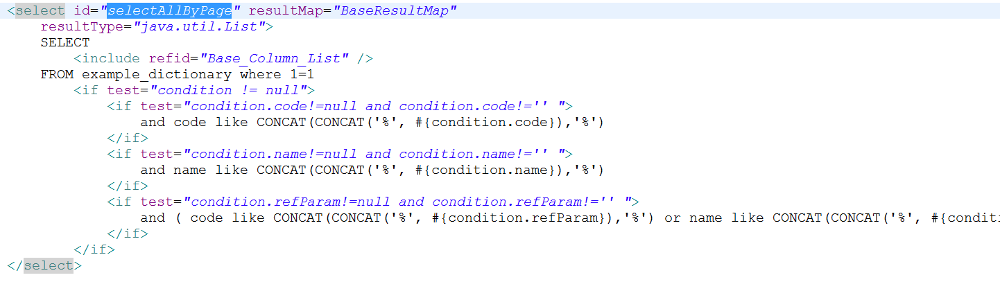 <select id="selectAllByPage" resultMap="BaseResultMap"
resultType="java.util.List">
SELECT
<include refid="Base_Column_List" />
FROM example_dictionary where 1=1
<if test="condition != null">
<if test="condition.code!=null and condition.code!='' ">
and code like CONCAT(CONCAT('%', #{condition.code}),'%')
</if>
<if test="condition.name!=null and condition.name!='' ">
and name like CONCAT(CONCAT('%', #{condition.name}),'%')
</if>
<if test="condition.refParam!=null and condition.refParam!='' ">
and ( code like CONCAT(CONCAT('%', #{condition.refParam}),'%') or name like CONCAT(CONCAT('%', #{conditi
</if>
</if>
</select>